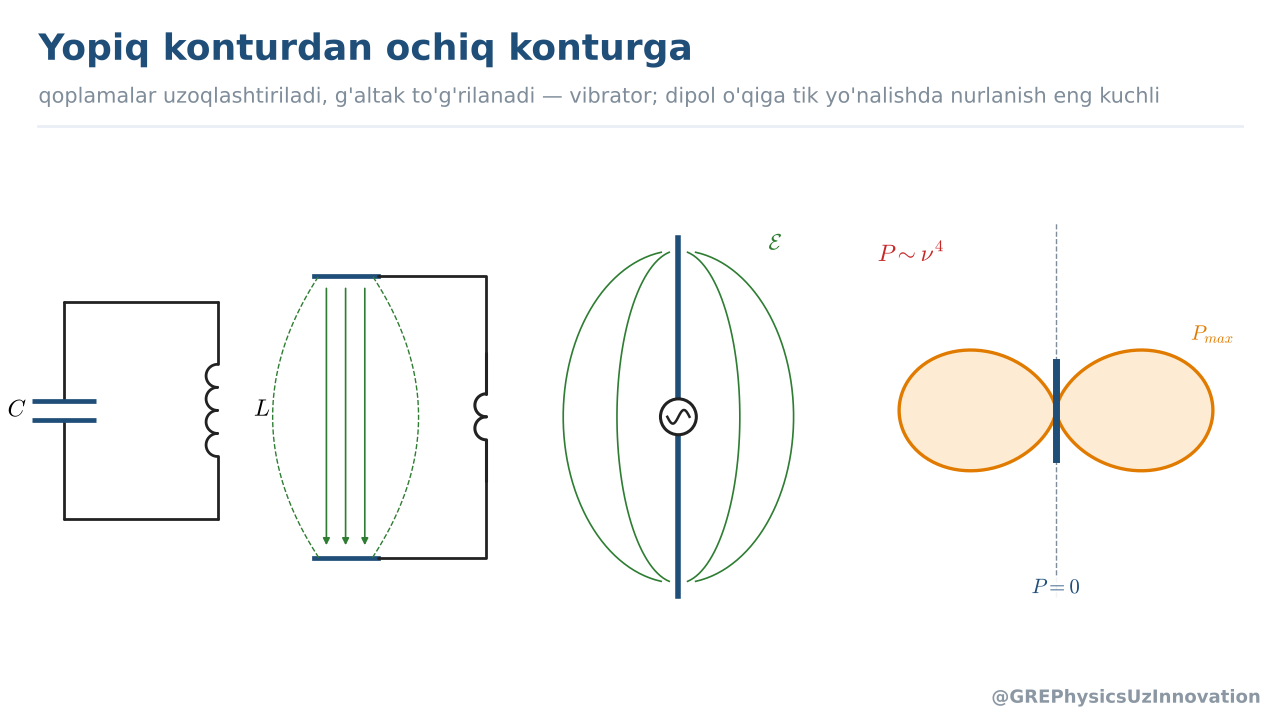 Yopiq konturdan ochiq konturga
qoplamalar uzoqlashtiriladi, g'altak to'g'rilanadi — vibrator; dipol o'qiga tik yo'nalishda nurlanish eng kuchli
ℰ
P ~ ν⁴
P_max
C
L
P = 0
@GREPhysicsUzInnovation